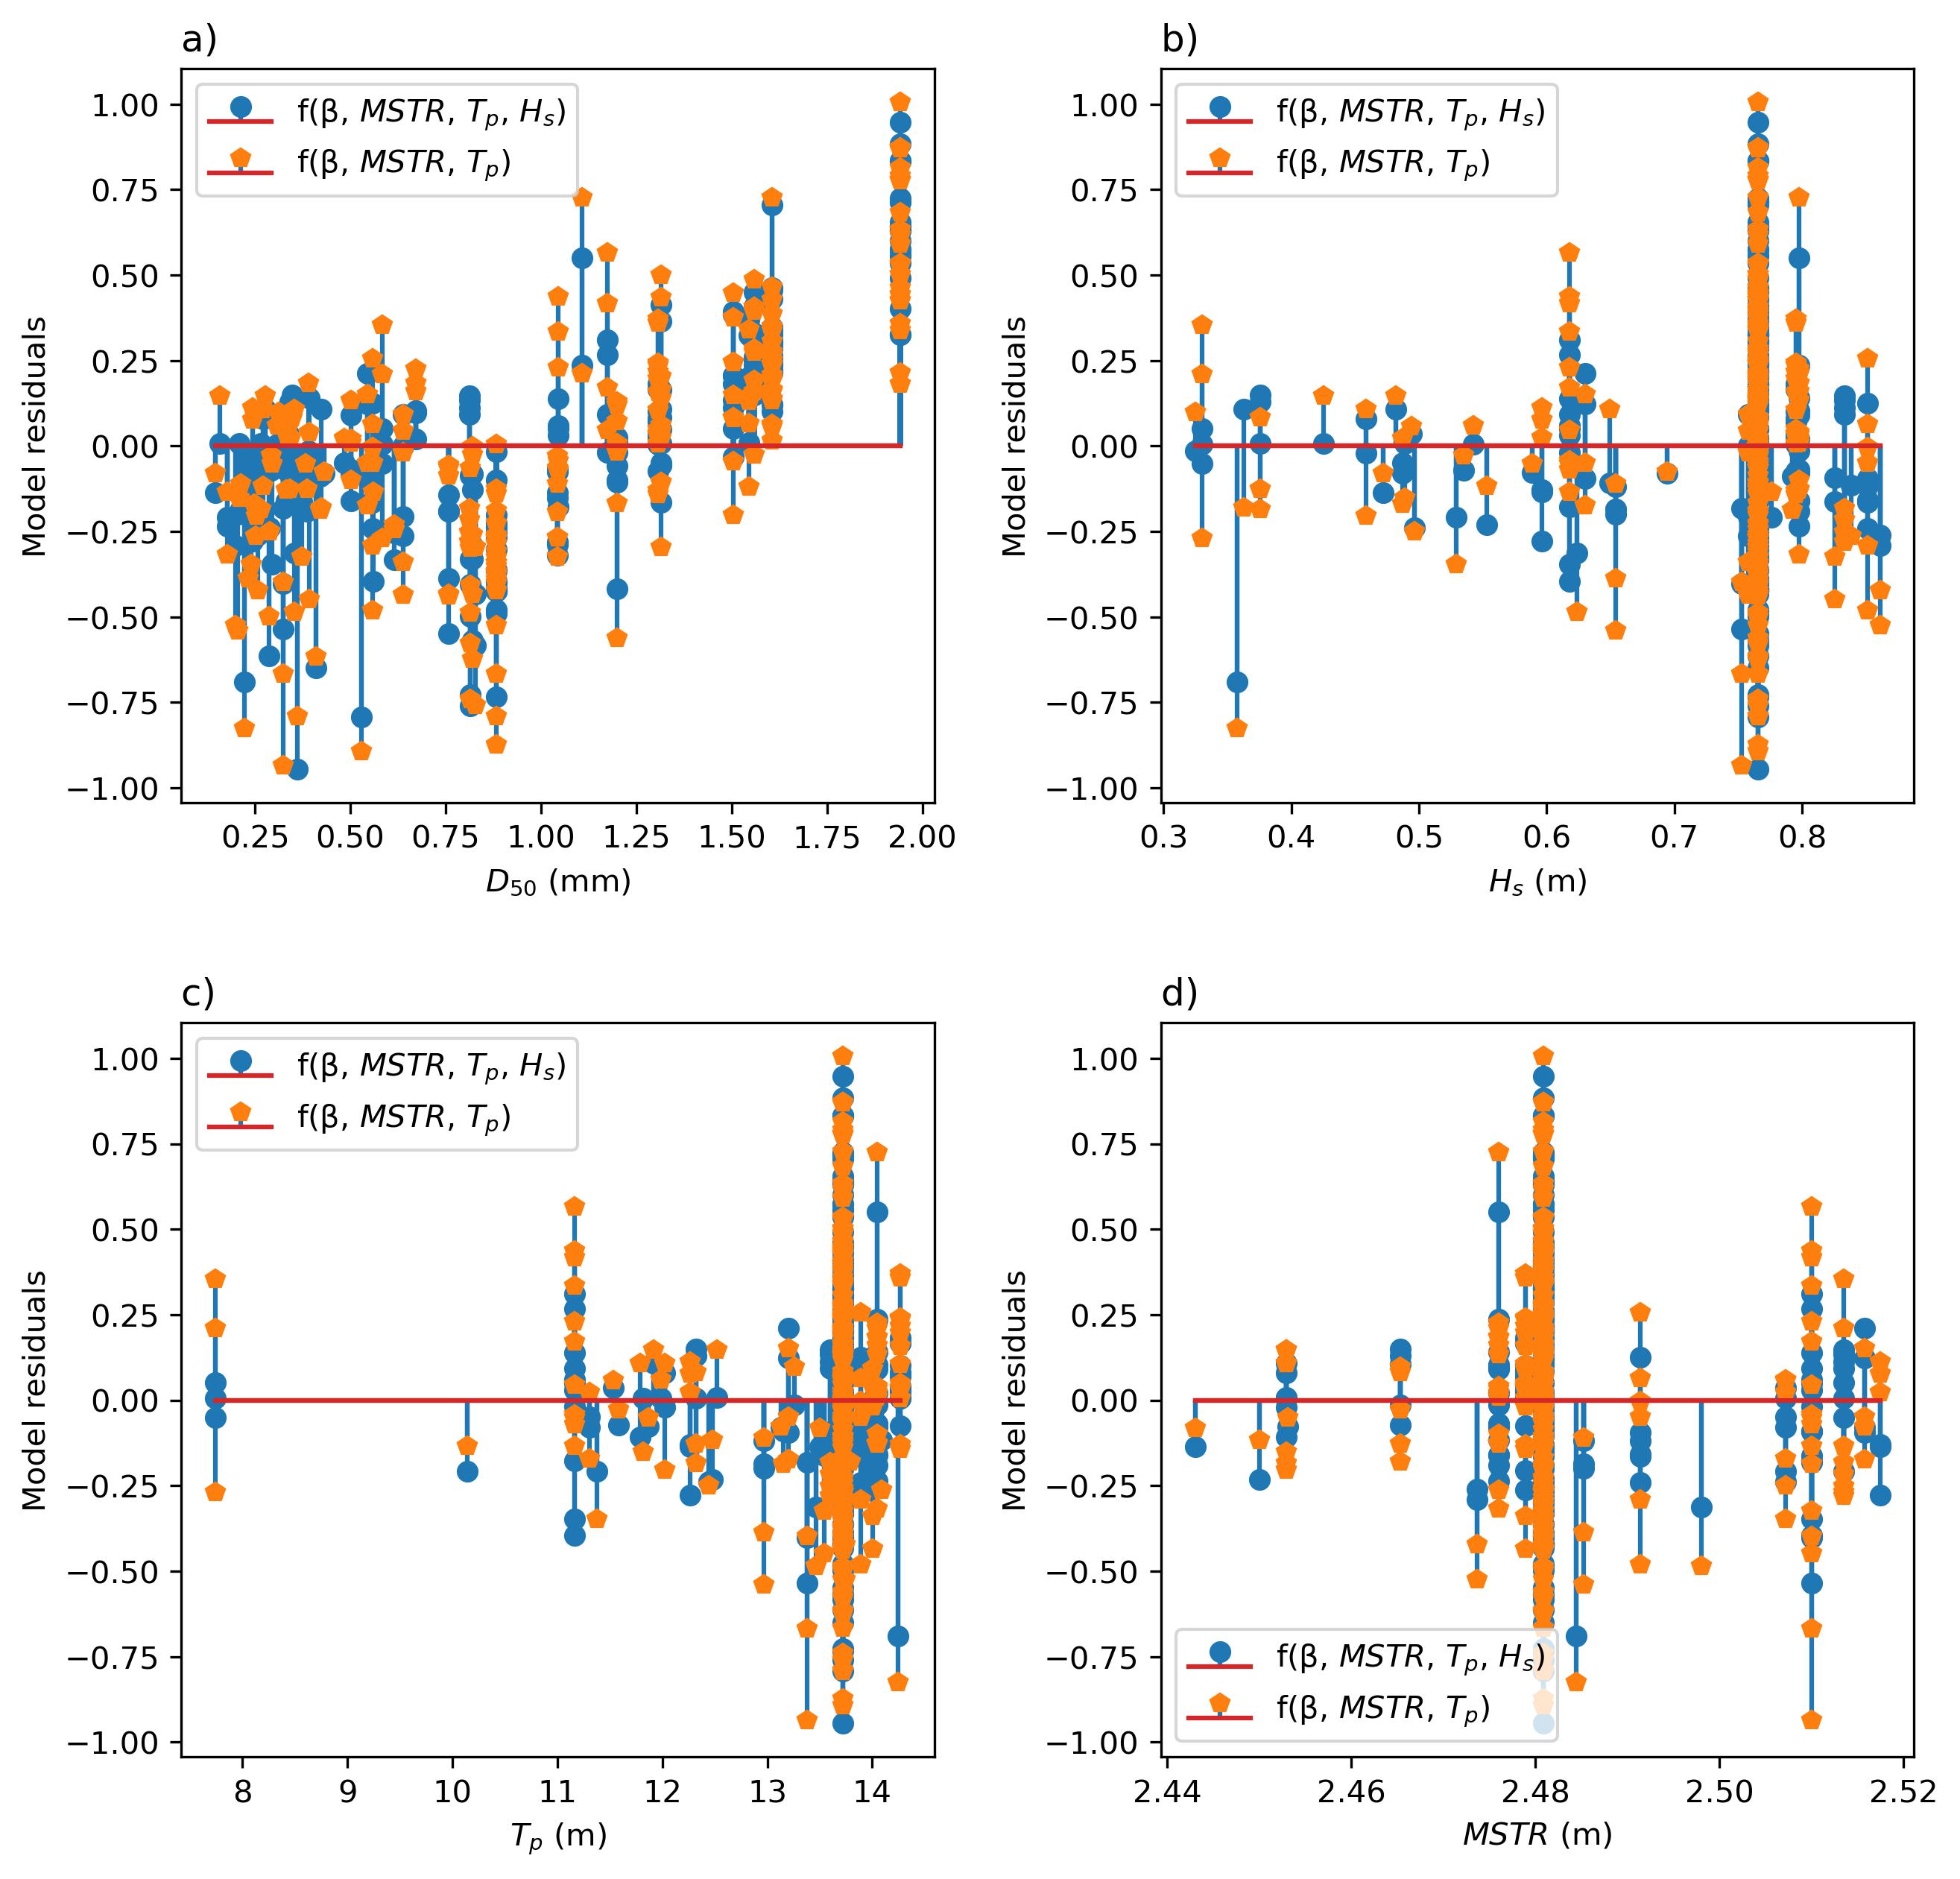 a)
f(β, MSTR, Tp, Hs)
f(β, MSTR, Tp)
1.00
0.75
0.50
0.25
0.00
−0.25
−0.50
−0.75
−1.00
Model residuals
0.25 0.50 0.75 1.00 1.25 1.50 1.75 2.00
D50 (mm)
b)
f(β, MSTR, Tp, Hs)
f(β, MSTR, Tp)
1.00
0.75
0.50
0.25
0.00
−0.25
−0.50
−0.75
−1.00
Model residuals
0.3 0.4 0.5 0.6 0.7 0.8
Hs (m)
c)
f(β, MSTR, Tp, Hs)
f(β, MSTR, Tp)
1.00
0.75
0.50
0.25
0.00
−0.25
−0.50
−0.75
−1.00
Model residuals
8 9 10 11 12 13 14
Tp (m)
d)
1.00
0.75
0.50
0.25
0.00
−0.25
−0.50
−0.75
−1.00
Model residuals
f(β, MSTR, Tp, Hs)
f(β, MSTR, Tp)
2.44 2.46 2.48 2.50 2.52
MSTR (m)